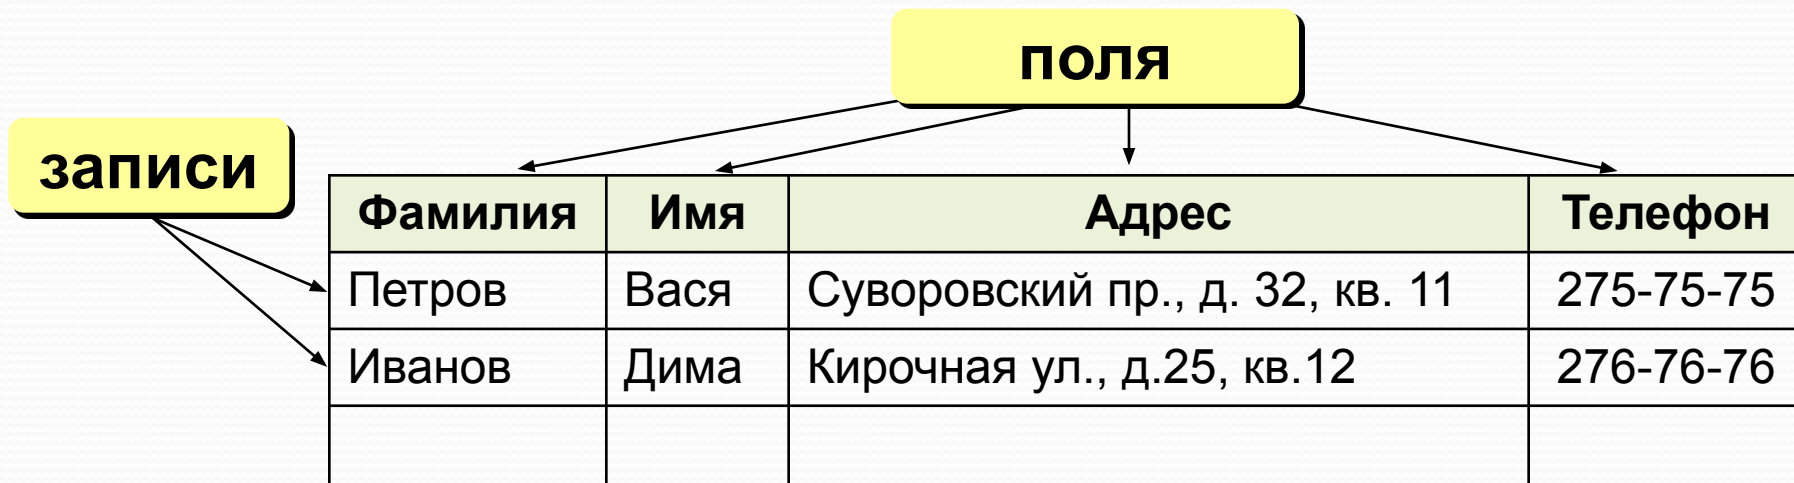 поля
записи
Фамилия Имя Адрес Телефон
Петров Вася Суворовский пр., д. 32, кв. 11 275-75-75
Иванов Дима Кирочная ул., д.25, кв.12 276-76-76